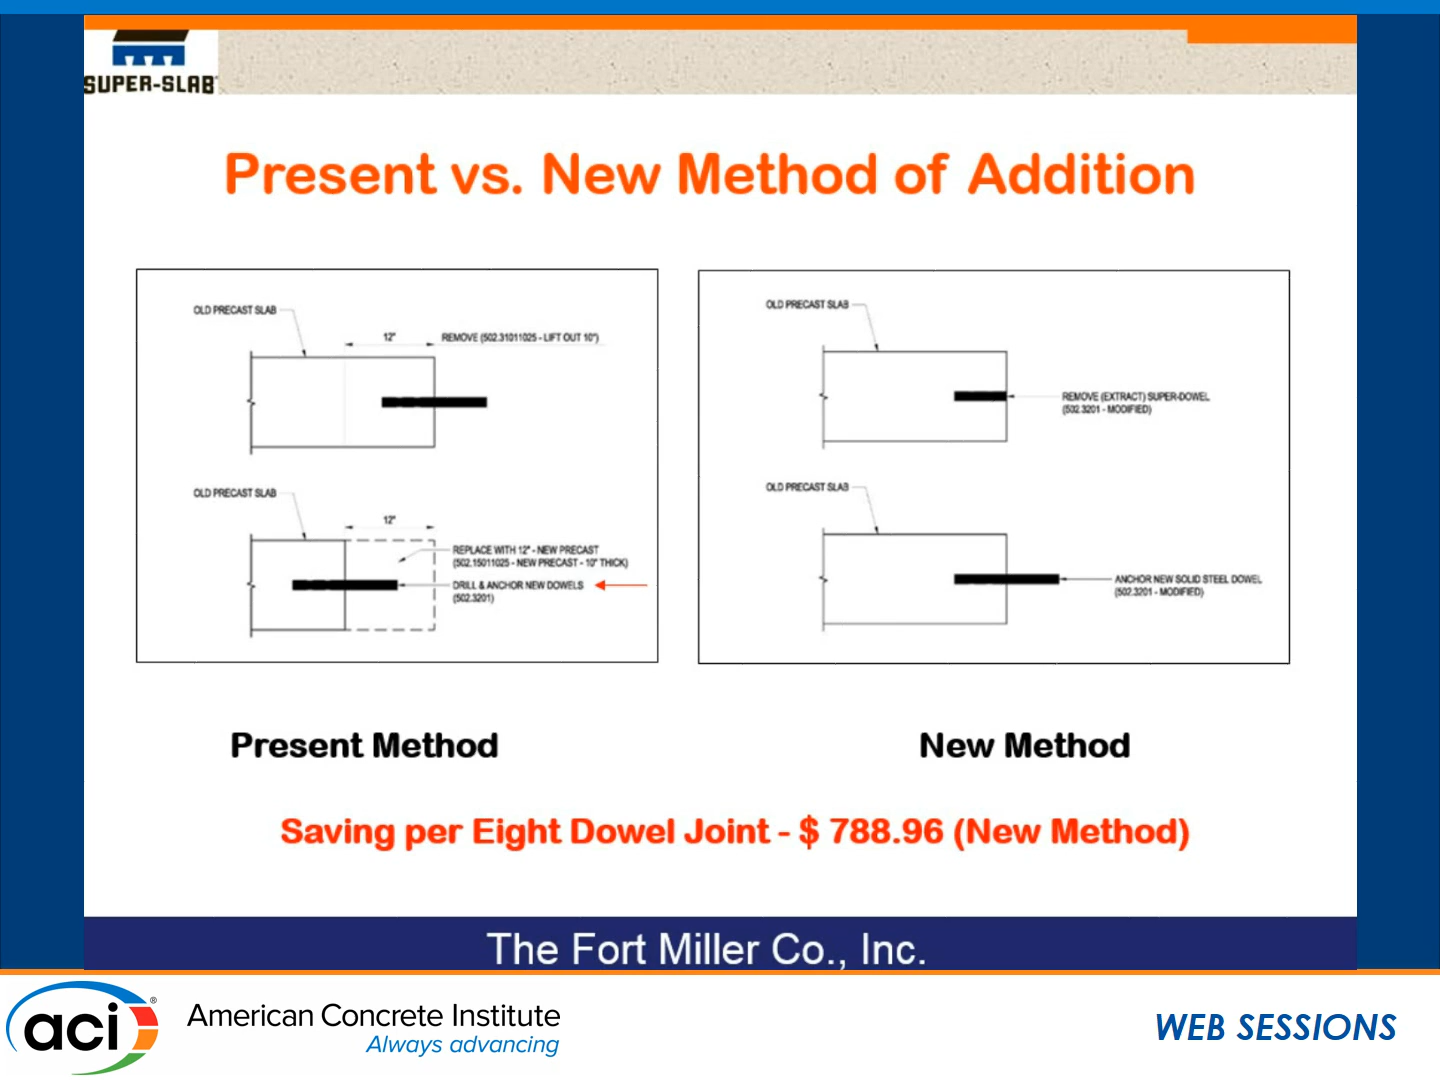 SUPER-SLAB
Present vs. New Method of Addition
OLD PRECAST SLAB
12"
REMOVE (502.31011025 - LIFT OUT 10")
OLD PRECAST SLAB
12"
REPLACE WITH 12" - NEW PRECAST
(502.15011025 - NEW PRECAST - 10" THICK)
DRILL & ANCHOR NEW DOWELS
(502.3201)
OLD PRECAST SLAB
REMOVE (EXTRACT) SUPER-DOWEL
(502.3201 - MODIFIED)
OLD PRECAST SLAB
ANCHOR NEW SOLID STEEL DOWEL
(502.3201 - MODIFIED)
Present Method
New Method
Saving per Eight Dowel Joint - $ 788.96 (New Method)
The Fort Miller Co., Inc.
aci®
American Concrete Institute
Always advancing
WEB SESSIONS